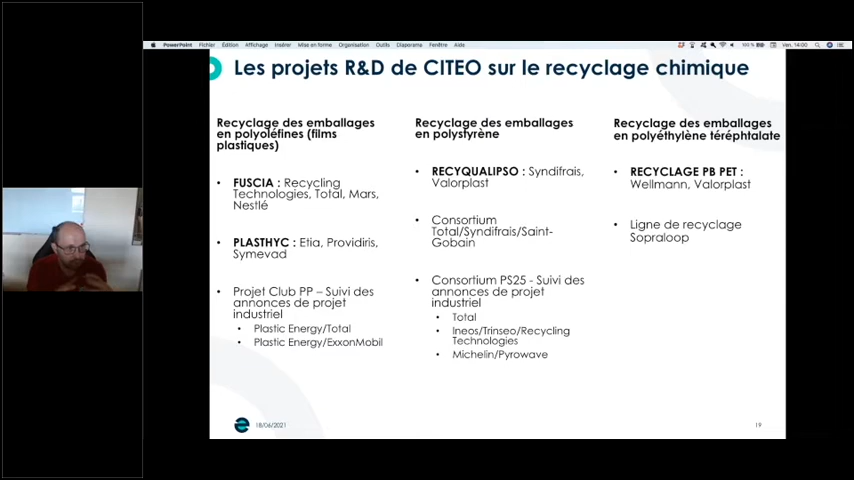 PowerPoint Fichier Édition Affichage Insérer Mise en forme Organisation Outils Diaporama Fenêtre Aide
100 % Ven. 14:00
Les projets R&D de CITEO sur le recyclage chimique
Recyclage des emballages
en polyoléfines (films
plastiques)
• FUSCIA : Recycling
Technologies, Total, Mars,
Nestlé
• PLASTHYC : Etia, Providiris,
Symevad
• Projet Club PP – Suivi des
annonces de projet
industriel
• Plastic Energy/Total
• Plastic Energy/ExxonMobil
Recyclage des emballages
en polystyrène
• RECYQUALIPSO : Syndifrais,
Valorplast
• Consortium
Total/Syndifrais/Saint-
Gobain
• Consortium PS25 - Suivi des
annonces de projet
industriel
• Total
• Ineos/Trinseo/Recycling
Technologies
• Michelin/Pyrowave
Recyclage des emballages
en polyéthylène téréphtalate
• RECYCLAGE PB PET :
Wellmann, Valorplast
• Ligne de recyclage
Sopraloop
18/06/2021
19